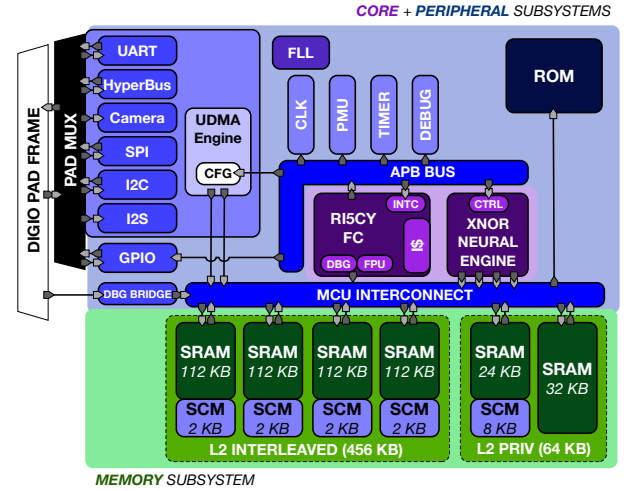 CORE + PERIPHERAL SUBSYSTEMS
DIGIO PAD FRAME
PAD MUX
UART
HyperBus
Camera
SPI
I2C
I2S
GPIO
DBG BRIDGE
UDMA
Engine
CFG
FLL
CLK
PMU
TIMER
DEBUG
ROM
APB BUS
RI5CY
FC
INTC
I$
DBG
FPU
CTRL
XNOR
NEURAL
ENGINE
MCU INTERCONNECT
SRAM
112 KB
SCM
2 KB
SRAM
112 KB
SCM
2 KB
SRAM
112 KB
SCM
2 KB
SRAM
112 KB
SCM
2 KB
L2 INTERLEAVED (456 KB)
SRAM
24 KB
SCM
8 KB
SRAM
32 KB
L2 PRIV (64 KB)
MEMORY SUBSYSTEM